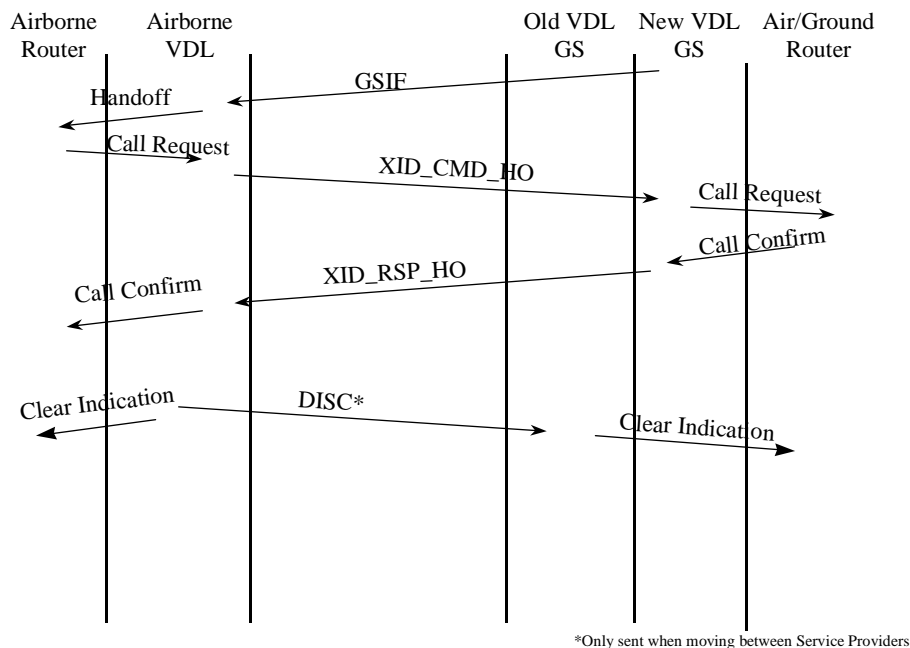 Airborne Router
Airborne VDL
Old VDL GS
New VDL GS
Air/Ground Router
GSIF
Handoff
Call Request
XID_CMD_HO
Call Request
Call Confirm
XID_RSP_HO
Call Confirm
Clear Indication
DISC*
Clear Indication
*Only sent when moving between Service Providers